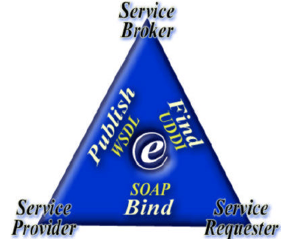 Service
Broker
Publish
WSDL
Find
UDDI
e
SOAP
Bind
Service
Provider
Service
Requester